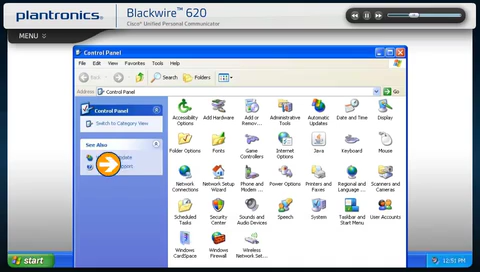 plantronics
Blackwire™ 620
Cisco® Unified Personal Communicator
MENU
Control Panel
File Edit View Favorites Tools Help
Back Search Folders
Address Control Panel Go
Control Panel
Switch to Category View
See Also
Accessibility Options
Add Hardware
Add or Remov...
Administrative Tools
Automatic Updates
Date and Time
Display
Folder Options
Fonts
Game Controllers
Internet Options
Java
Keyboard
Mouse
Network Connections
Network Setup Wizard
Phone and Modem ...
Power Options
Printers and Faxes
Regional and Language ...
Scanners and Cameras
Scheduled Tasks
Security Center
Sounds and Audio Devices
Speech
System
Taskbar and Start Menu
User Accounts
Windows CardSpace
Windows Firewall
Wireless Network Set...
start
12:51 PM